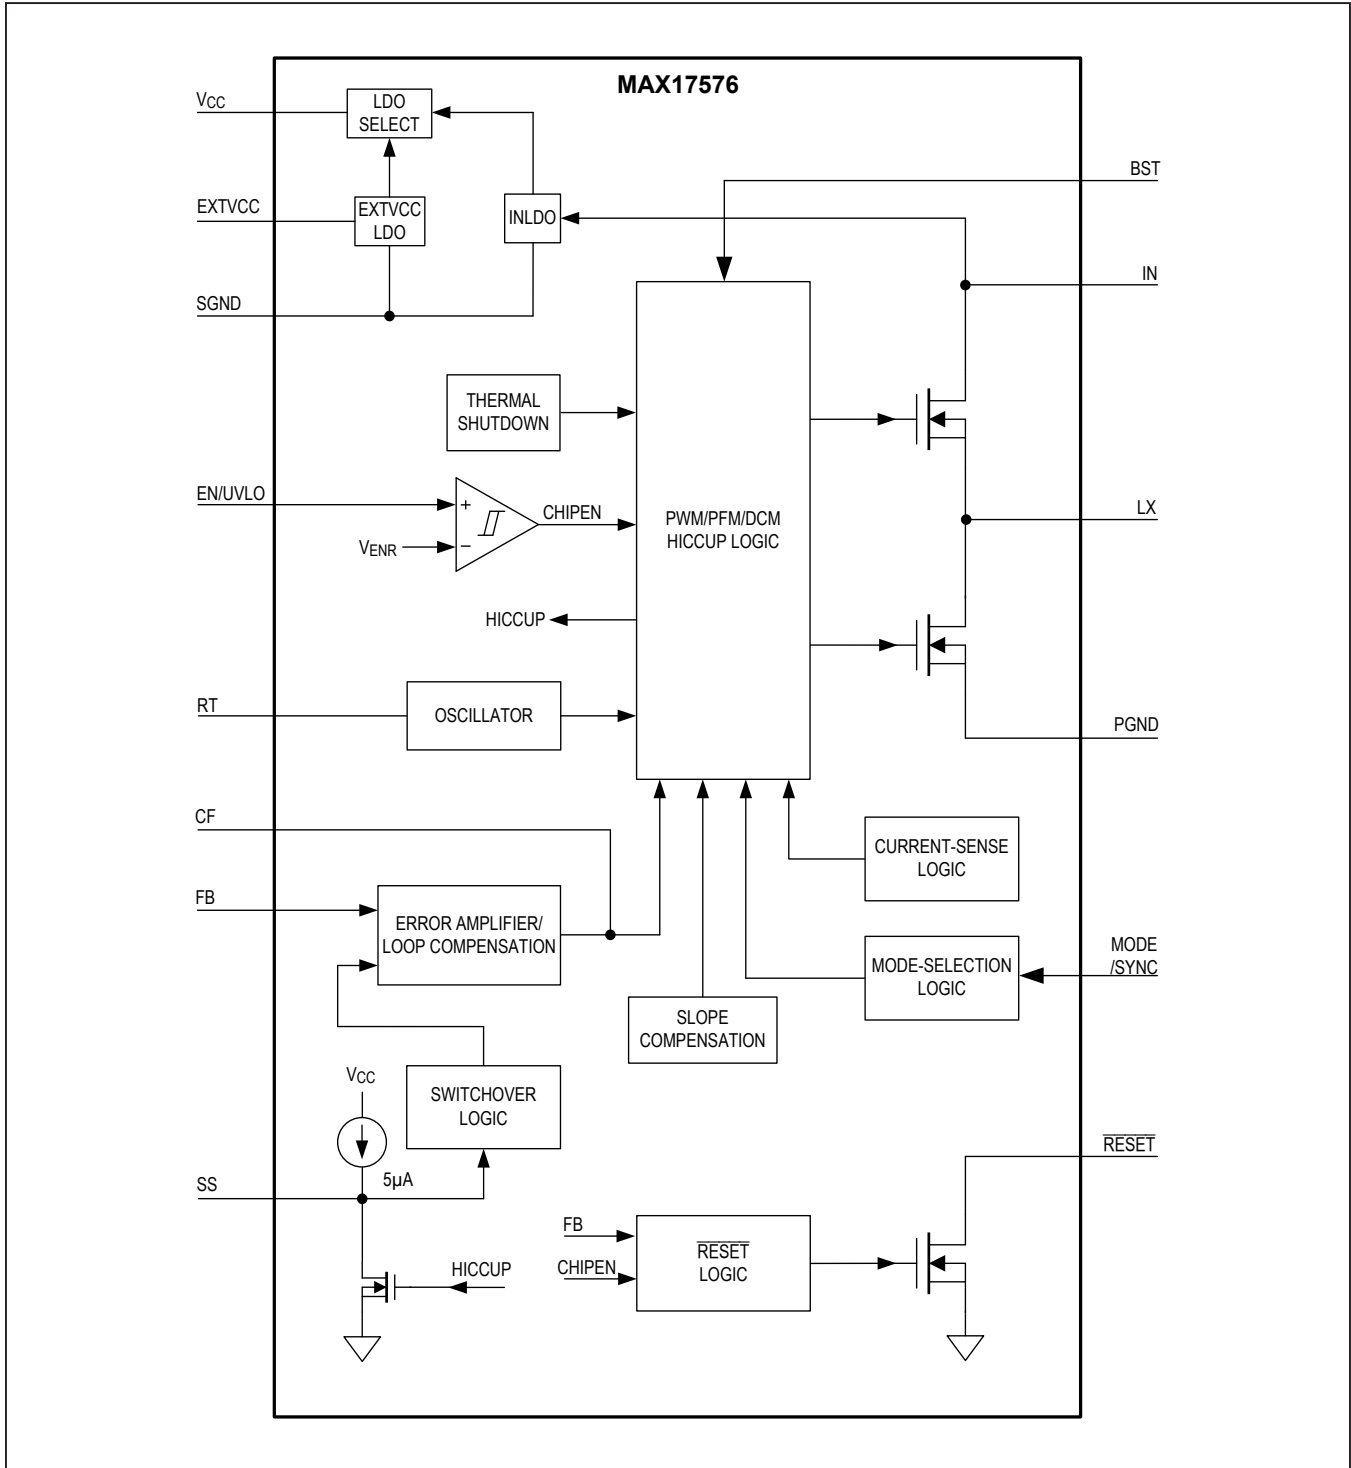 MAX17576
VCC
LDO
SELECT
BST
EXTVCC
EXTVCC
LDO
INLDO
IN
SGND
THERMAL
SHUTDOWN
EN/UVLO
+
CHIPEN
VENR
−
PWM/PFM/DCM
HICCUP LOGIC
LX
HICCUP
RT
OSCILLATOR
PGND
CF
CURRENT-SENSE
LOGIC
FB
ERROR AMPLIFIER/
LOOP COMPENSATION
MODE-SELECTION
LOGIC
MODE
/SYNC
SLOPE
COMPENSATION
VCC
SWITCHOVER
LOGIC
5µA
SS
RESET
FB
CHIPEN
RESET
LOGIC
HICCUP